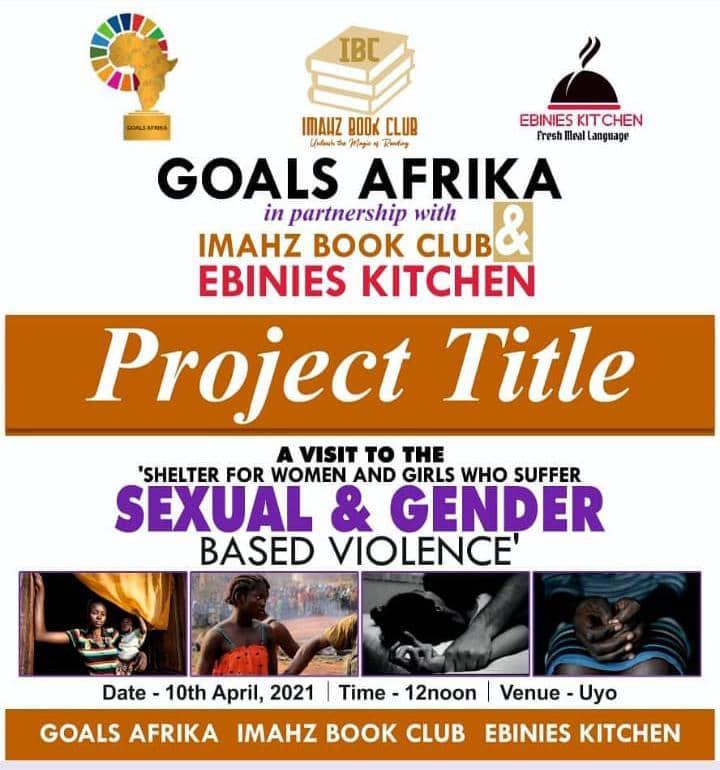 GOALS AFRIKA
IBC
IMAHZ BOOK CLUB
Unleash the Magic of Reading
EBINIES KITCHEN
Fresh Meal Language
GOALS AFRIKA
in partnership with
IMAHZ BOOK CLUB &
EBINIES KITCHEN
Project Title
A VISIT TO THE
'SHELTER FOR WOMEN AND GIRLS WHO SUFFER
SEXUAL & GENDER
BASED VIOLENCE'
Date - 10th April, 2021 | Time - 12noon | Venue - Uyo
GOALS AFRIKA IMAHZ BOOK CLUB EBINIES KITCHEN